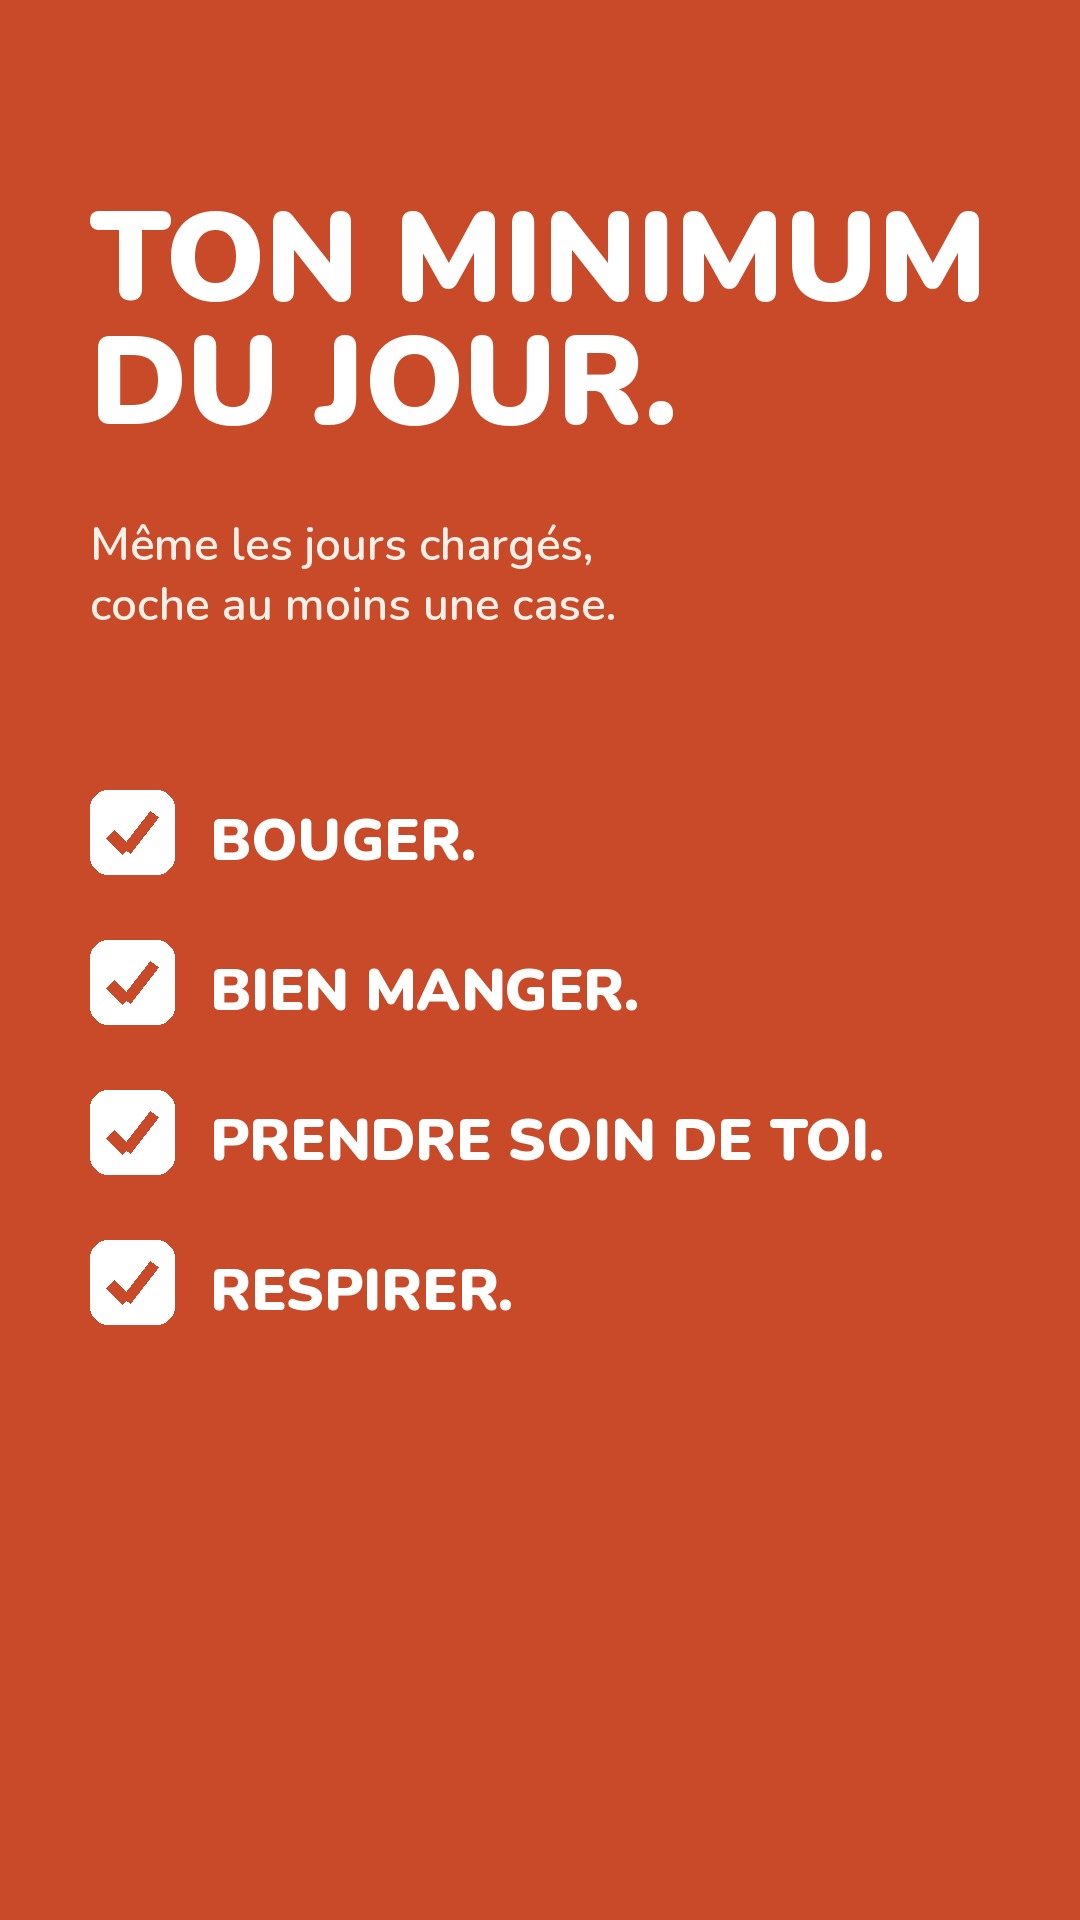 TON MINIMUM
DU JOUR.
Même les jours chargés,
coche au moins une case.
BOUGER.
BIEN MANGER.
PRENDRE SOIN DE TOI.
RESPIRER.